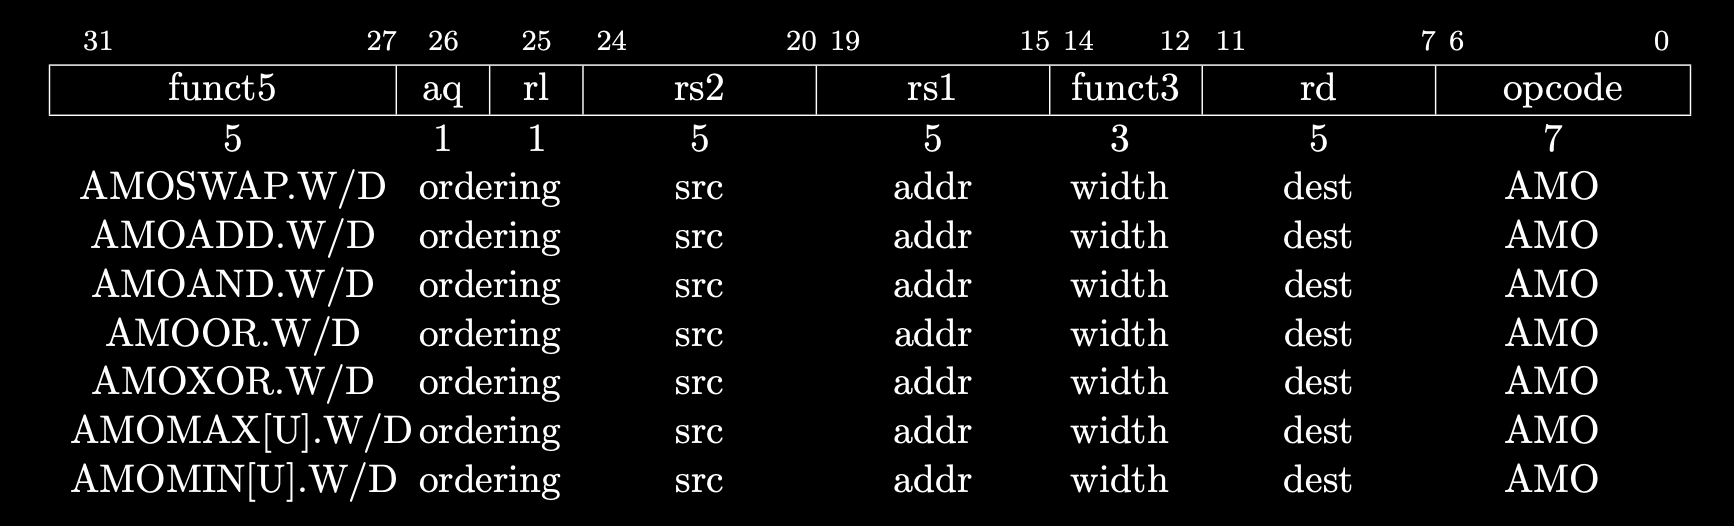 31 27 26 25 24 20 19 15 14 12 11 7 6 0
funct5 aq rl rs2 rs1 funct3 rd opcode
5 1 1 5 5 3 5 7
AMOSWAP.W/D ordering src addr width dest AMO
AMOADD.W/D ordering src addr width dest AMO
AMOAND.W/D ordering src addr width dest AMO
AMOOR.W/D ordering src addr width dest AMO
AMOXOR.W/D ordering src addr width dest AMO
AMOMAX[U].W/D ordering src addr width dest AMO
AMOMIN[U].W/D ordering src addr width dest AMO